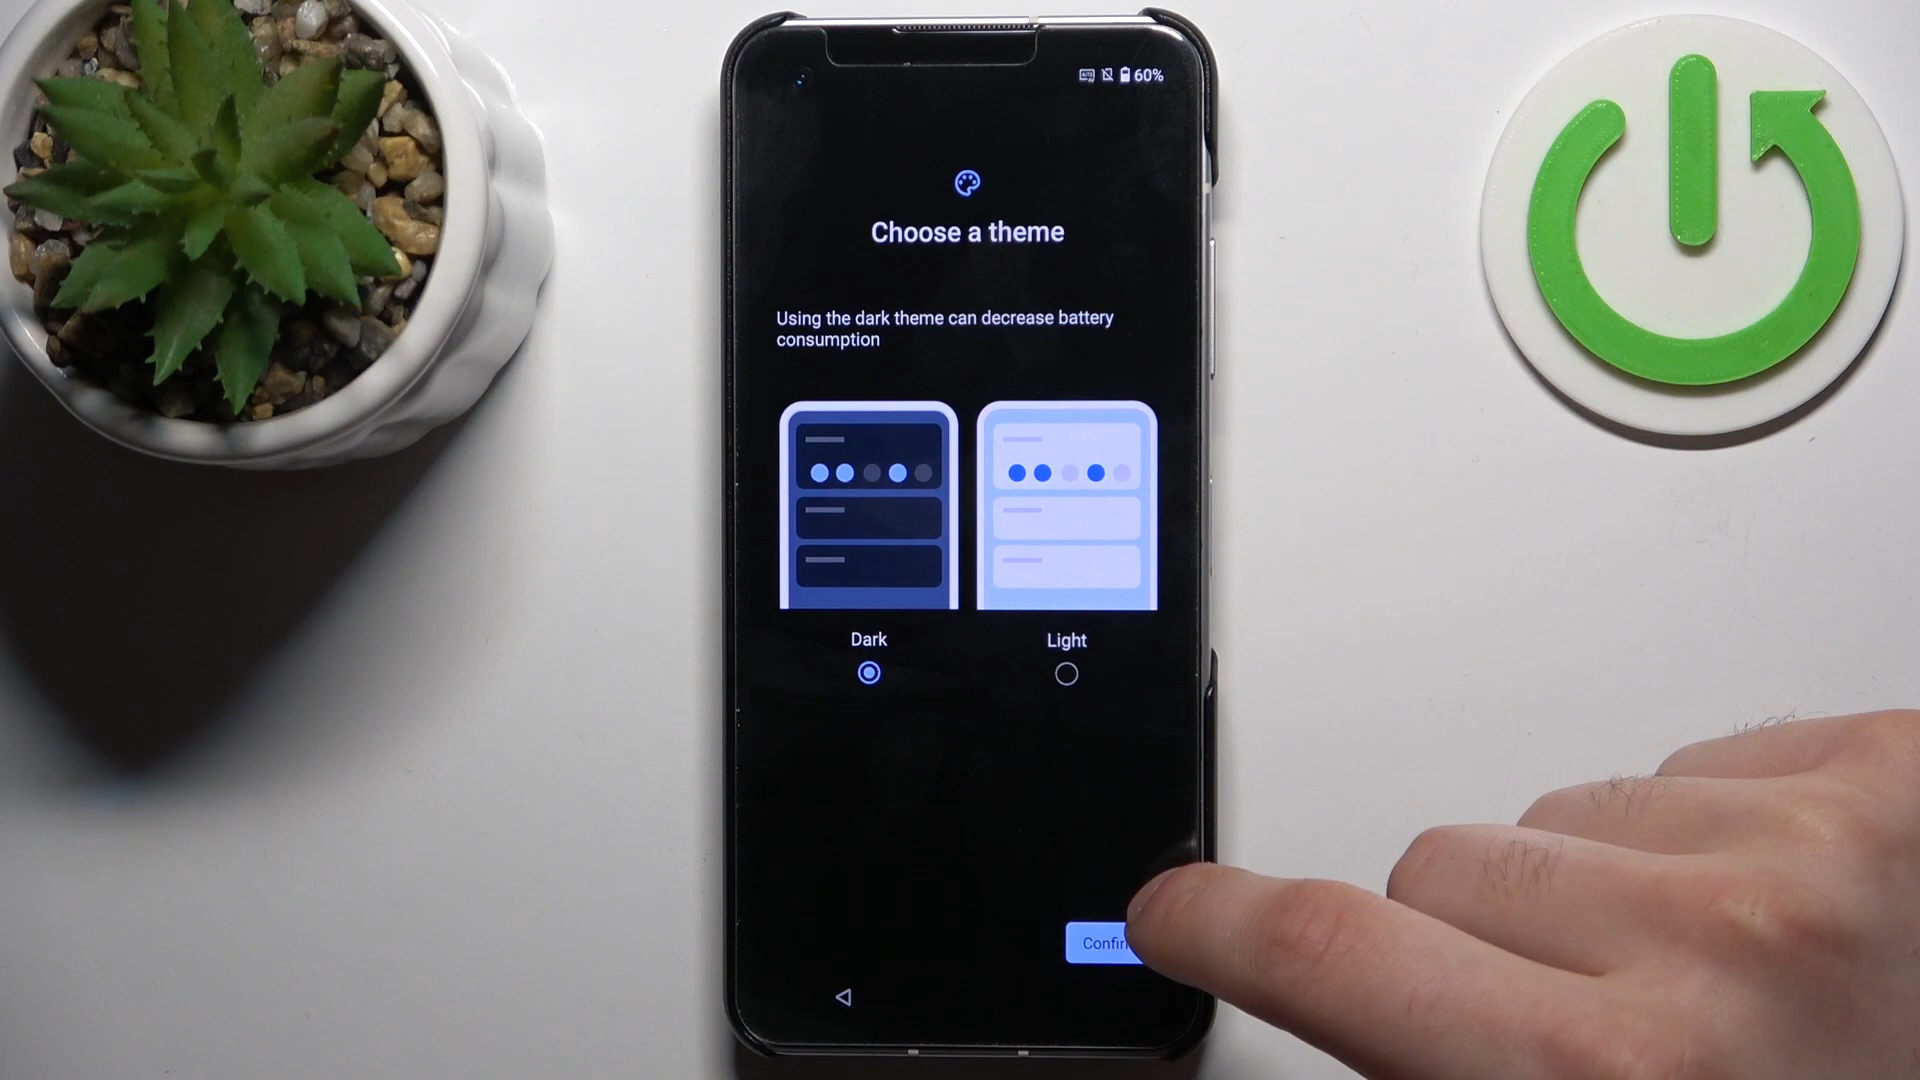 60%
Choose a theme
Using the dark theme can decrease battery
consumption
Dark
Light